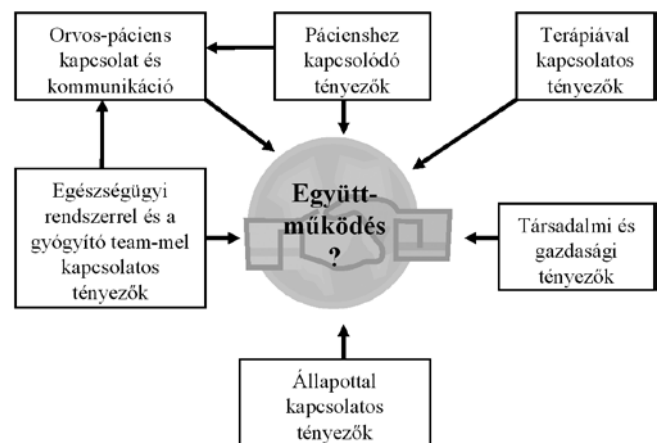 Orvos-páciens
kapcsolat és
kommunikáció
Pácienshez
kapcsolódó
tényezők
Terápiával
kapcsolatos
tényezők
Egészségügyi
rendszerrel és a
gyógyító team-mel
kapcsolatos
tényezők
Együtt-
működés
?
Társadalmi és
gazdasági
tényezők
Állapottal
kapcsolatos
tényezők